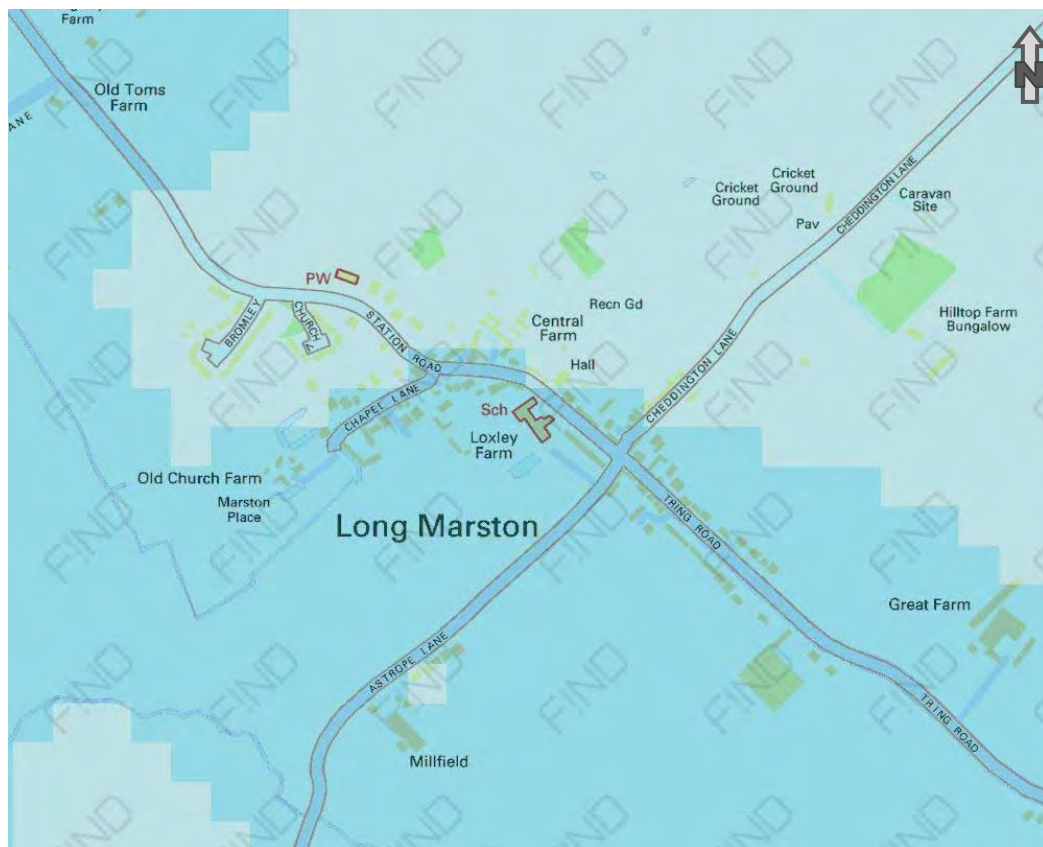 Farm
Old Toms
Farm
ANE
N
Cricket
Ground
Cricket
Ground
Pav
CHEDDINGTON LANE
Caravan
Site
Hilltop Farm
Bungalow
PW
BROMLEY
CHURCH
STATION ROAD
Recn Gd
Central
Farm
Hall
CHEDDINGTON LANE
CHAPEL LANE
Sch
Loxley
Farm
Old Church Farm
Marston
Place
Long Marston
TRING ROAD
Great Farm
ASTROPE LANE
TRING ROAD
Millfield
FIND